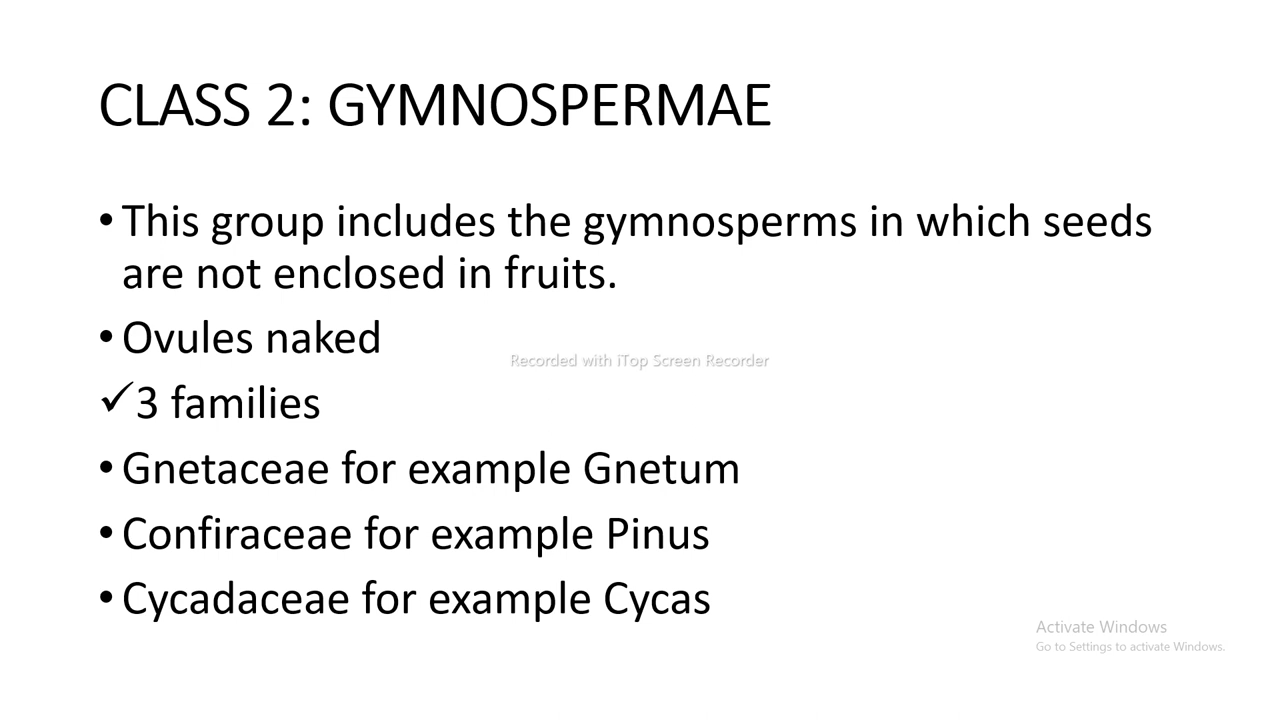 CLASS 2: GYMNOSPERMAE
•This group includes the gymnosperms in which seeds
are not enclosed in fruits.
•Ovules naked
Recorded with iTop Screen Recorder
✓3 families
•Gnetaceae for example Gnetum
•Confiraceae for example Pinus
•Cycadaceae for example Cycas
Activate Windows
Go to Settings to activate Windows.